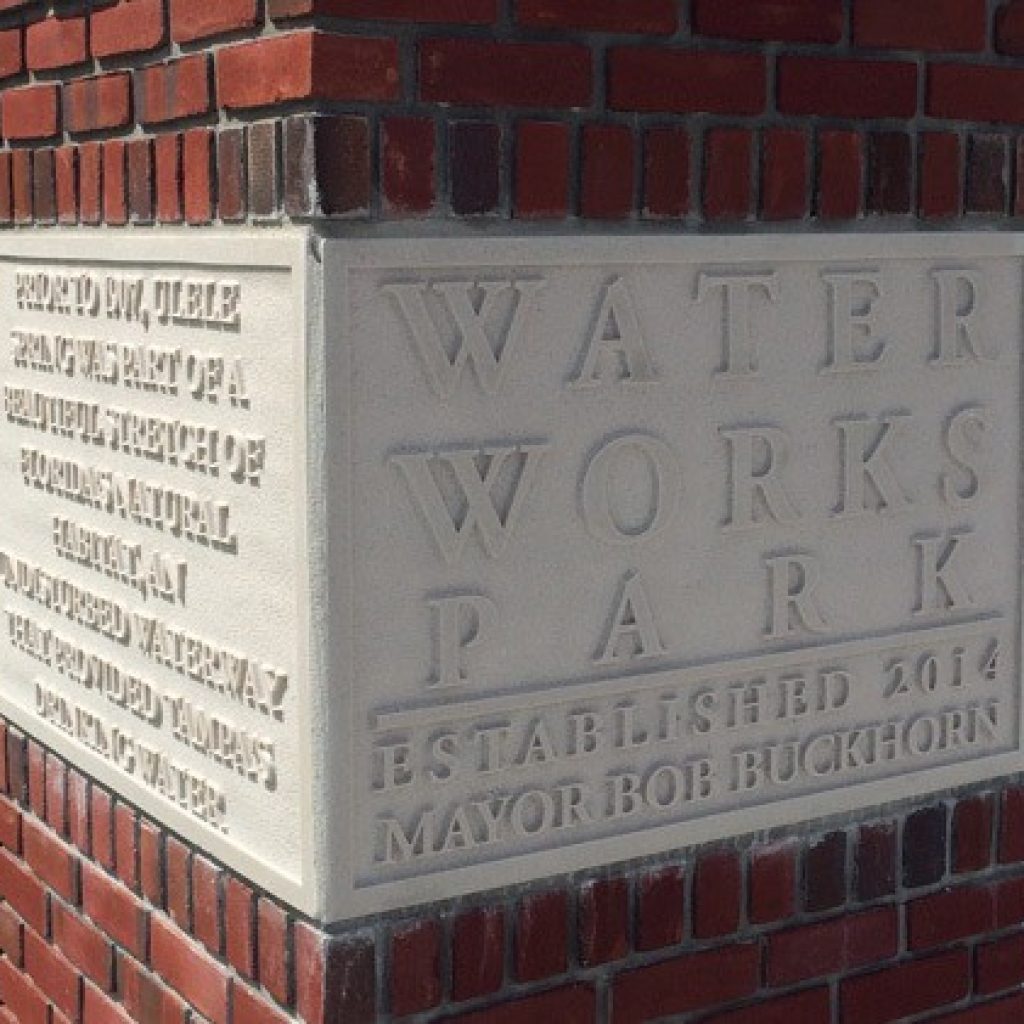 PRIOR TO 1907, ULELE
SPRING WAS PART OF A
BEAUTIFUL STRETCH OF
FLORIDA'S NATURAL
HABITAT, AN
UNDISTURBED WATERWAY
THAT PROVIDED TAMPA'S
DRINKING WATER.
WATER
WORKS
PARK
ESTABLISHED 2014
MAYOR BOB BUCKHORN